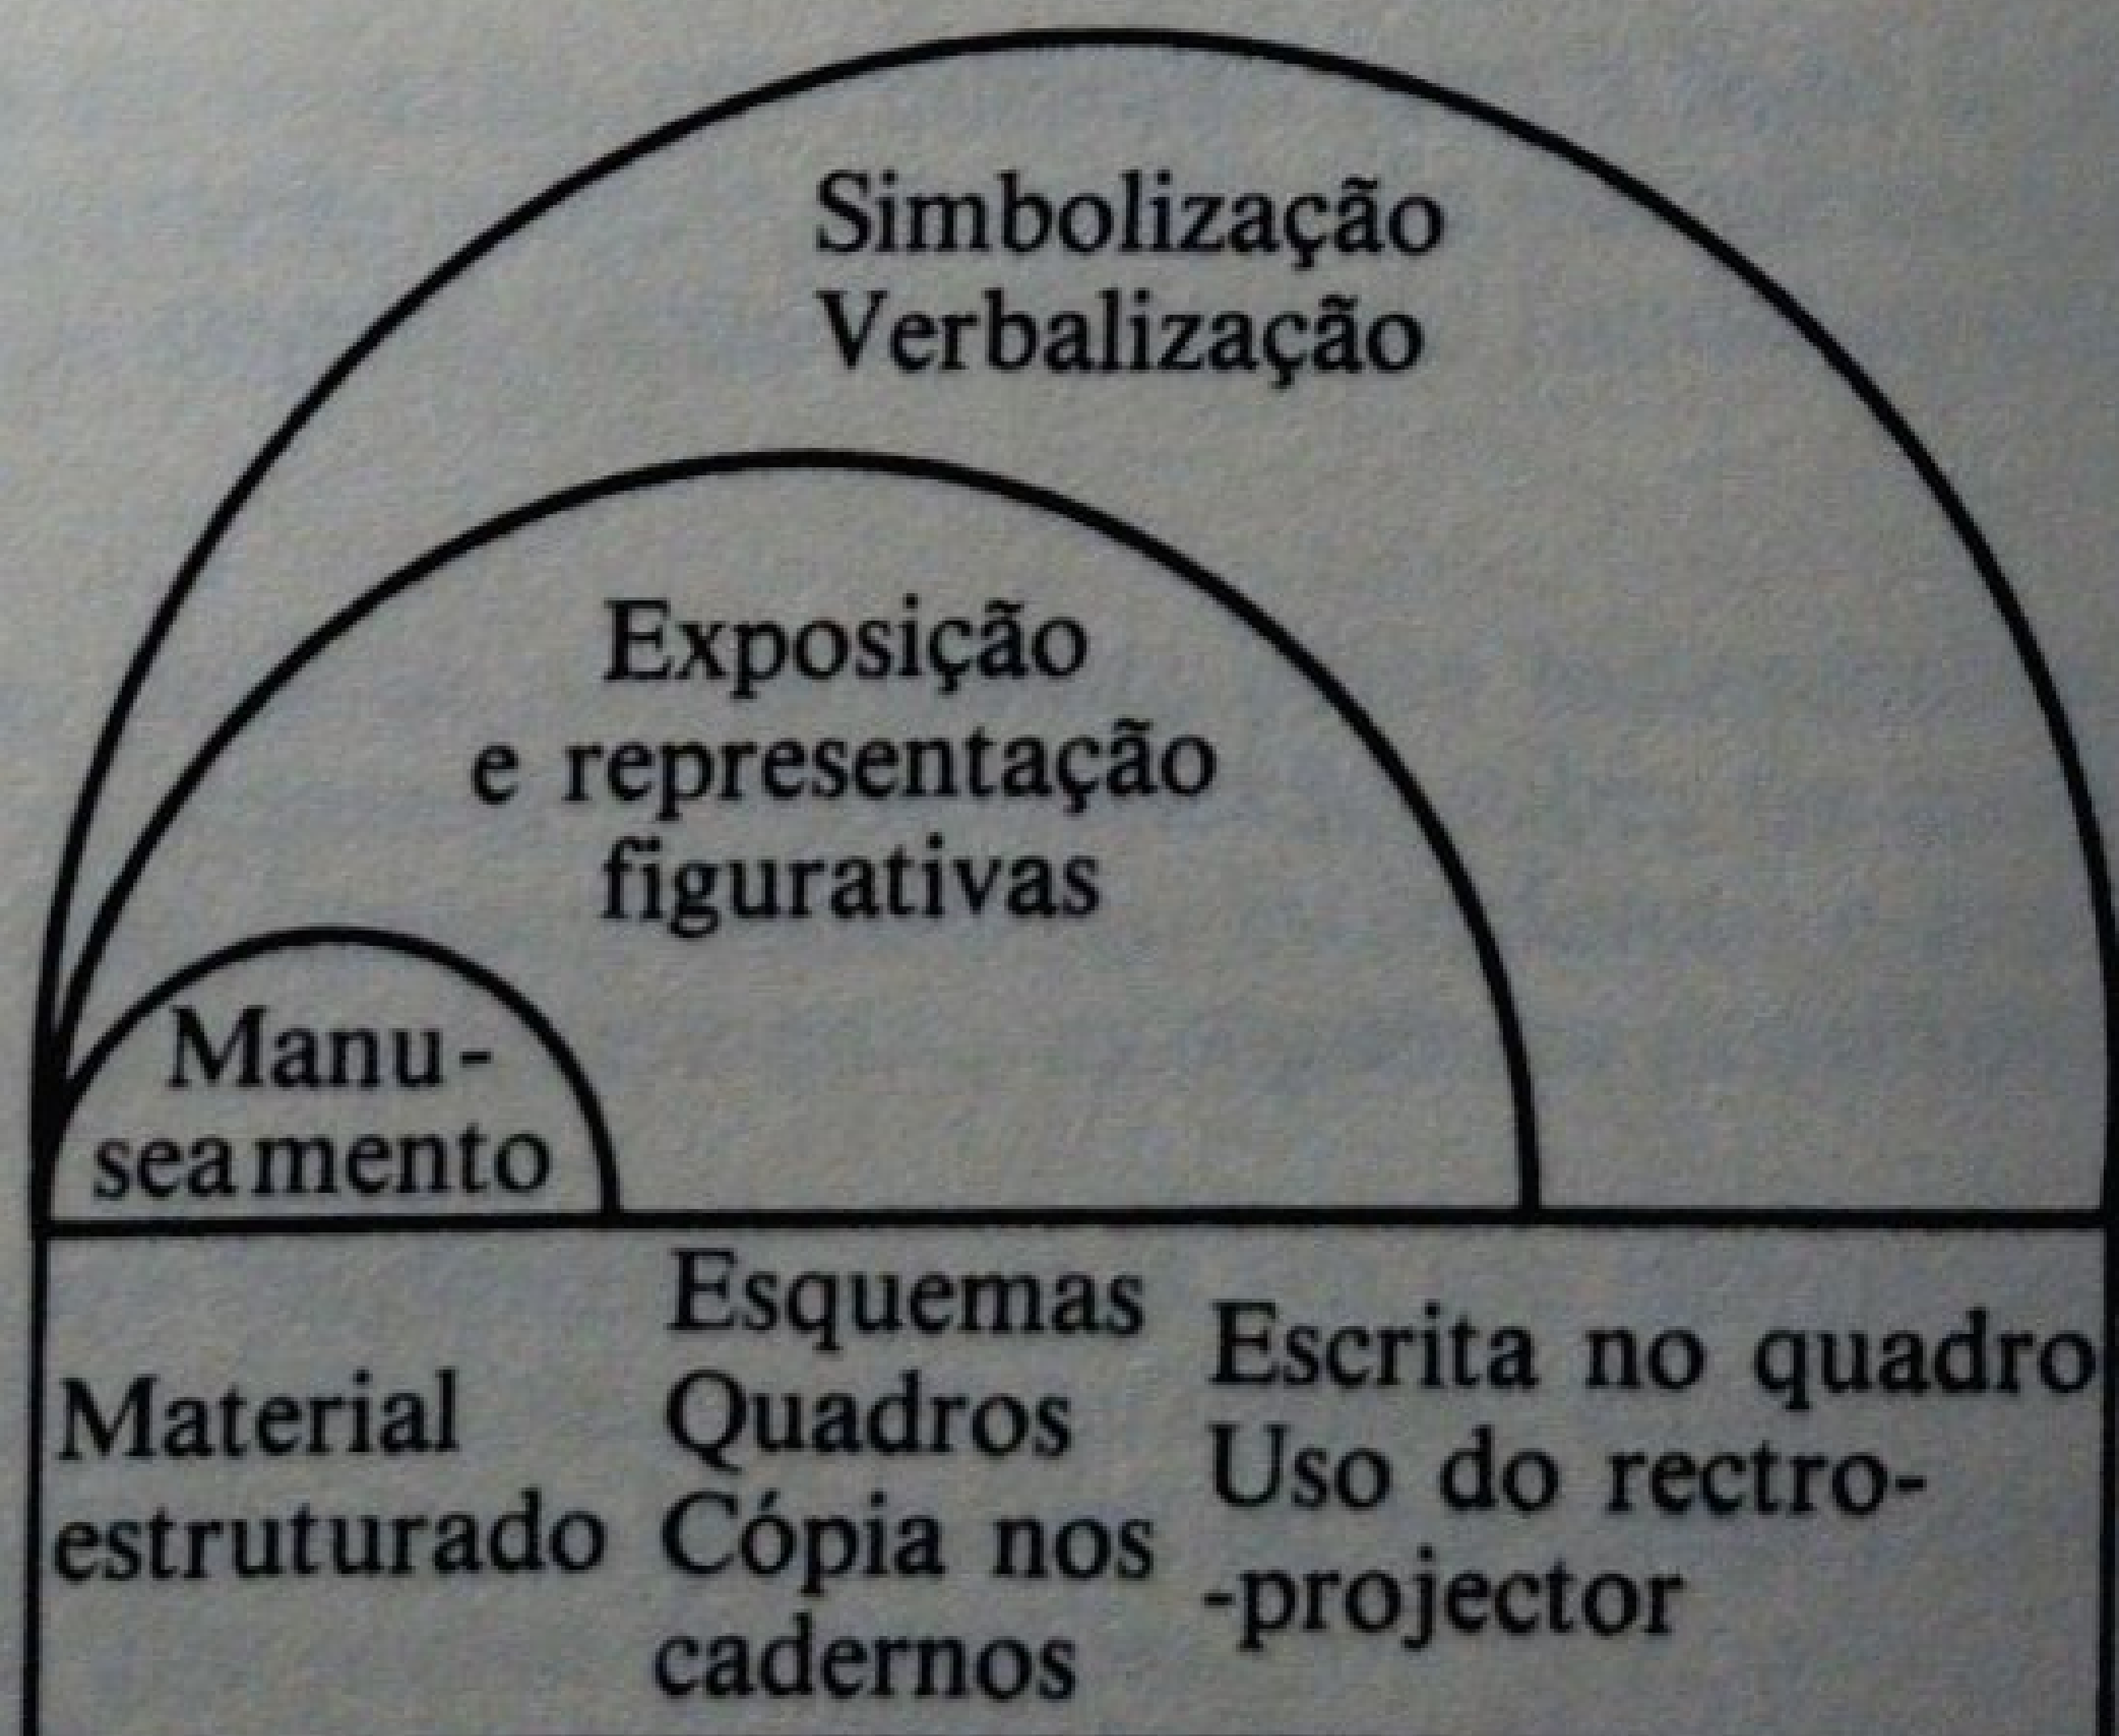 Simbolização
Verbalização
Exposição
e representação
figurativas
Manu-
seamento
Material
estruturado
Esquemas
Quadros
Cópia nos
cadernos
Escrita no quadro
Uso do rectro-
-projector